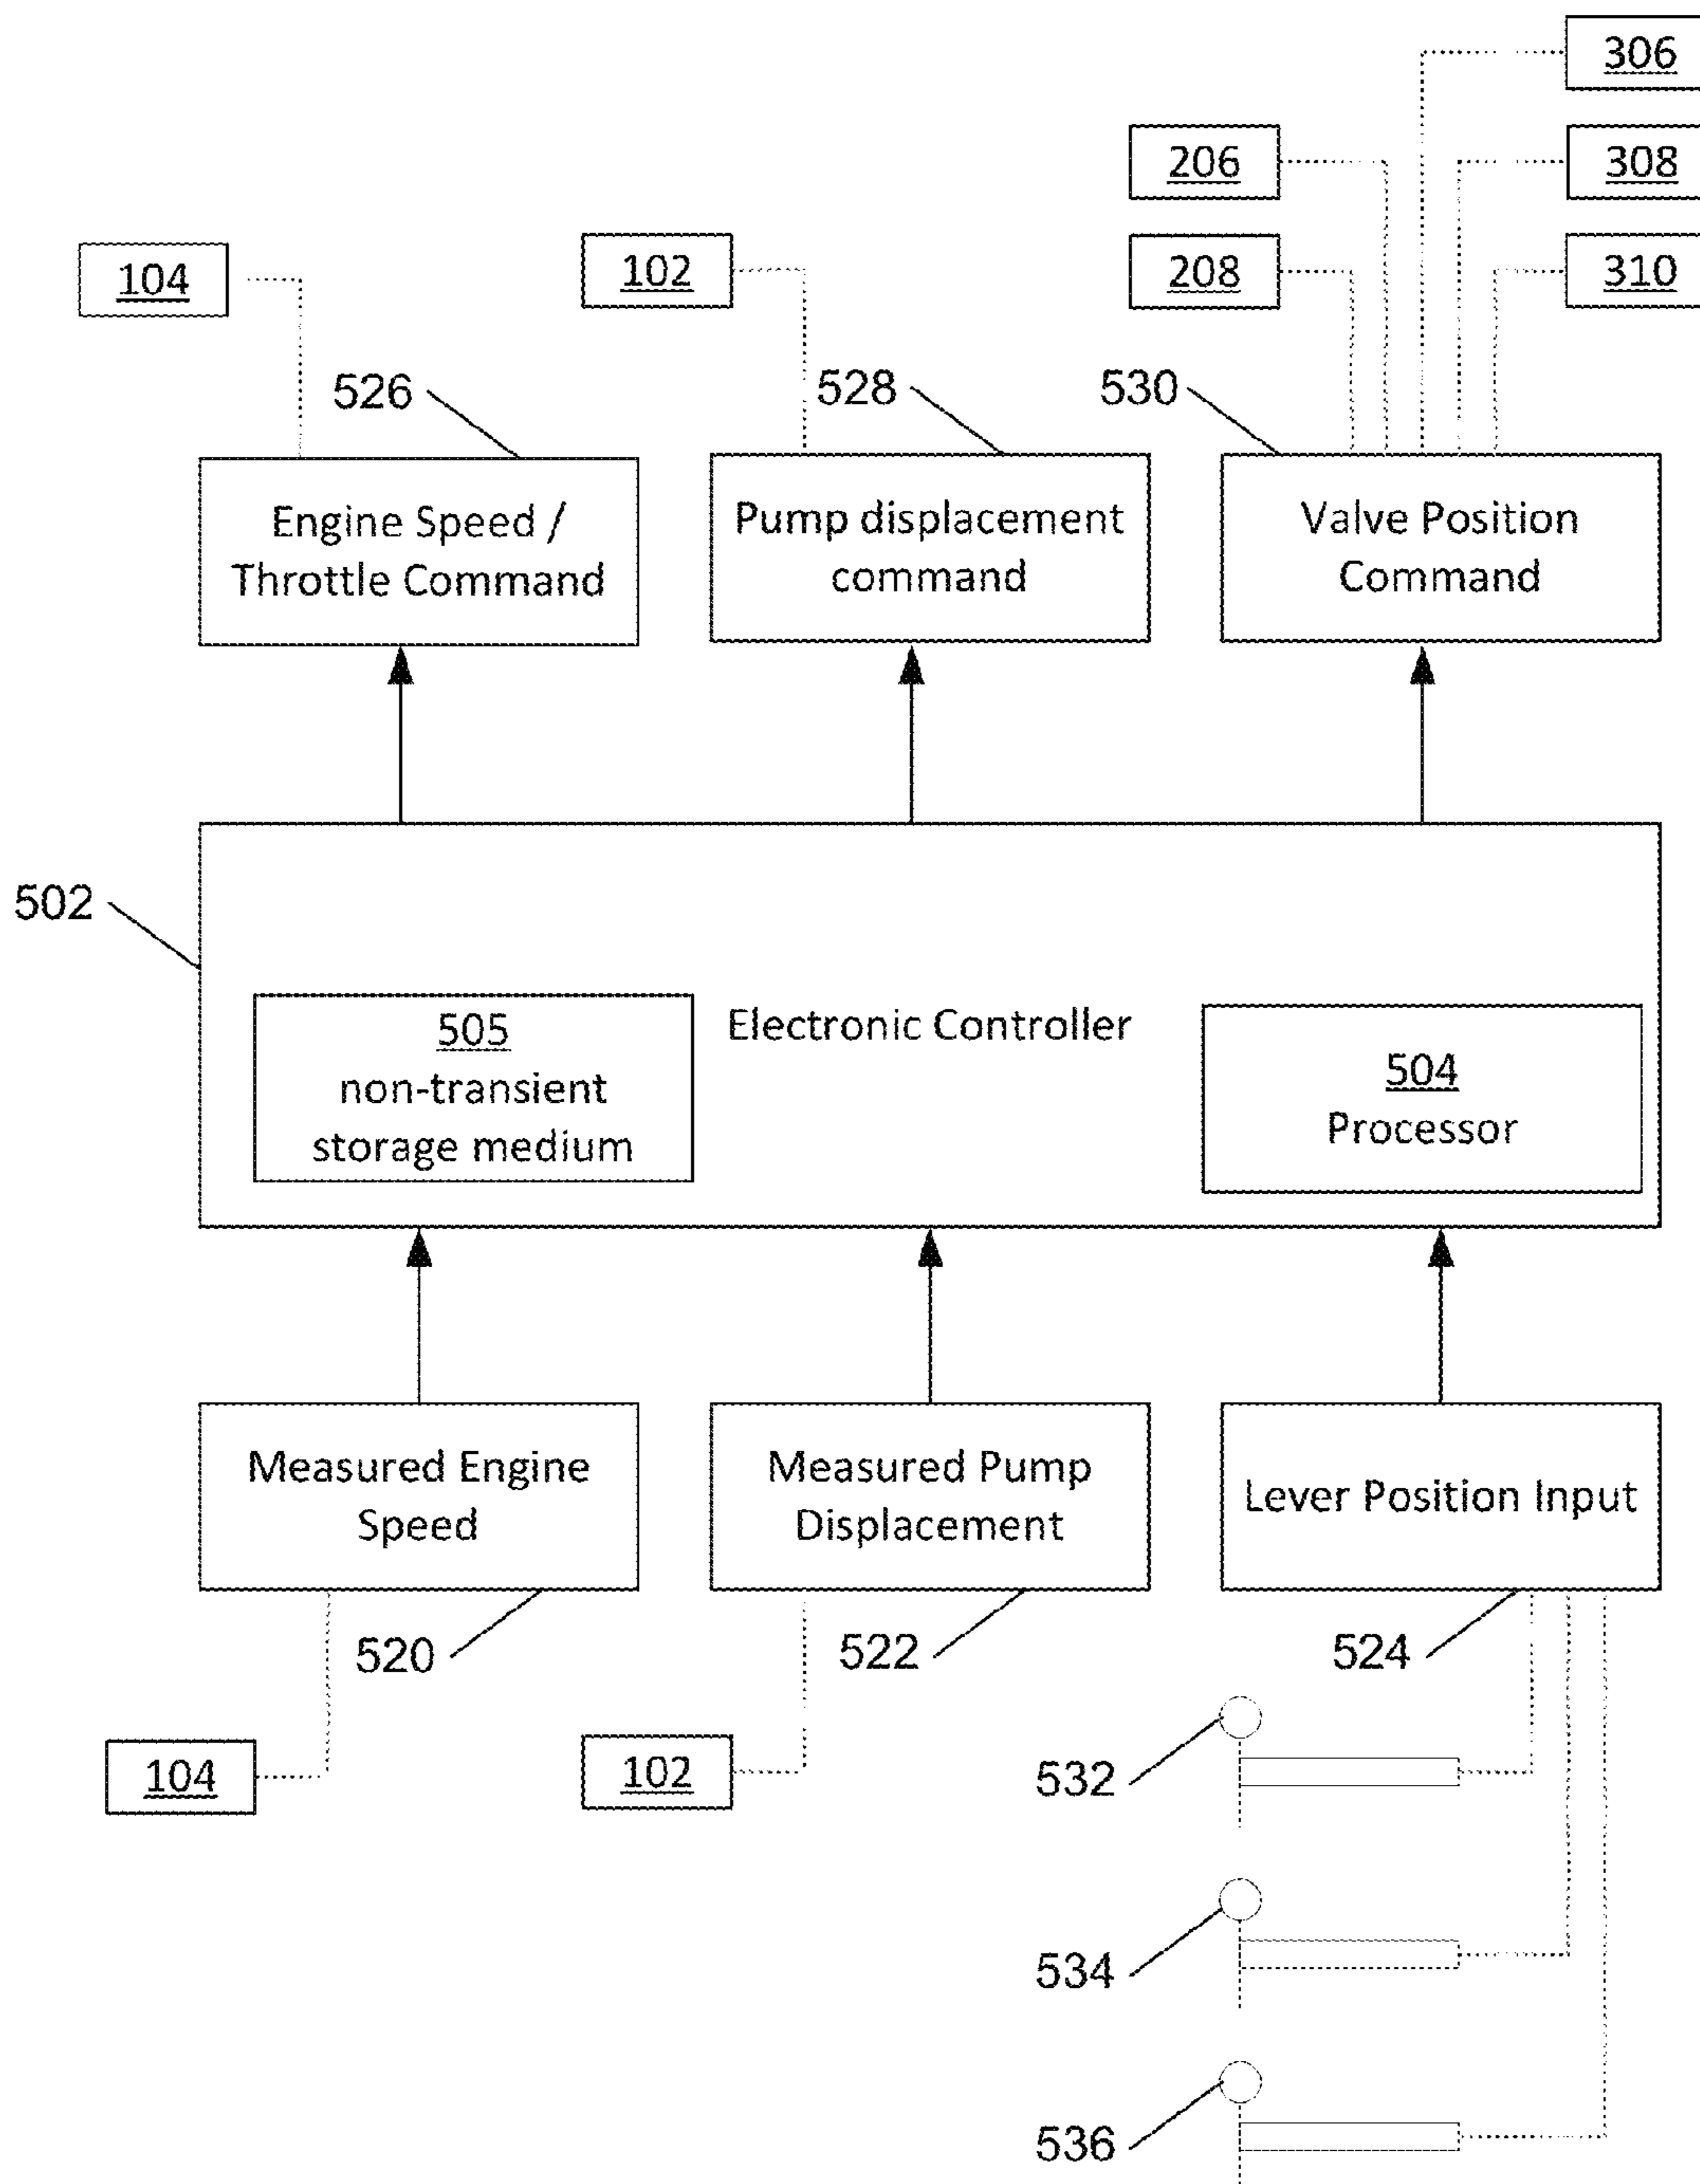 306
206
308
208
310
104
102
526
528
530
Engine Speed /
Throttle Command
Pump displacement
command
Valve Position
Command
502
505
non-transient
storage medium
Electronic Controller
504
Processor
Measured Engine
Speed
Measured Pump
Displacement
Lever Position Input
520
522
524
104
102
532
534
536